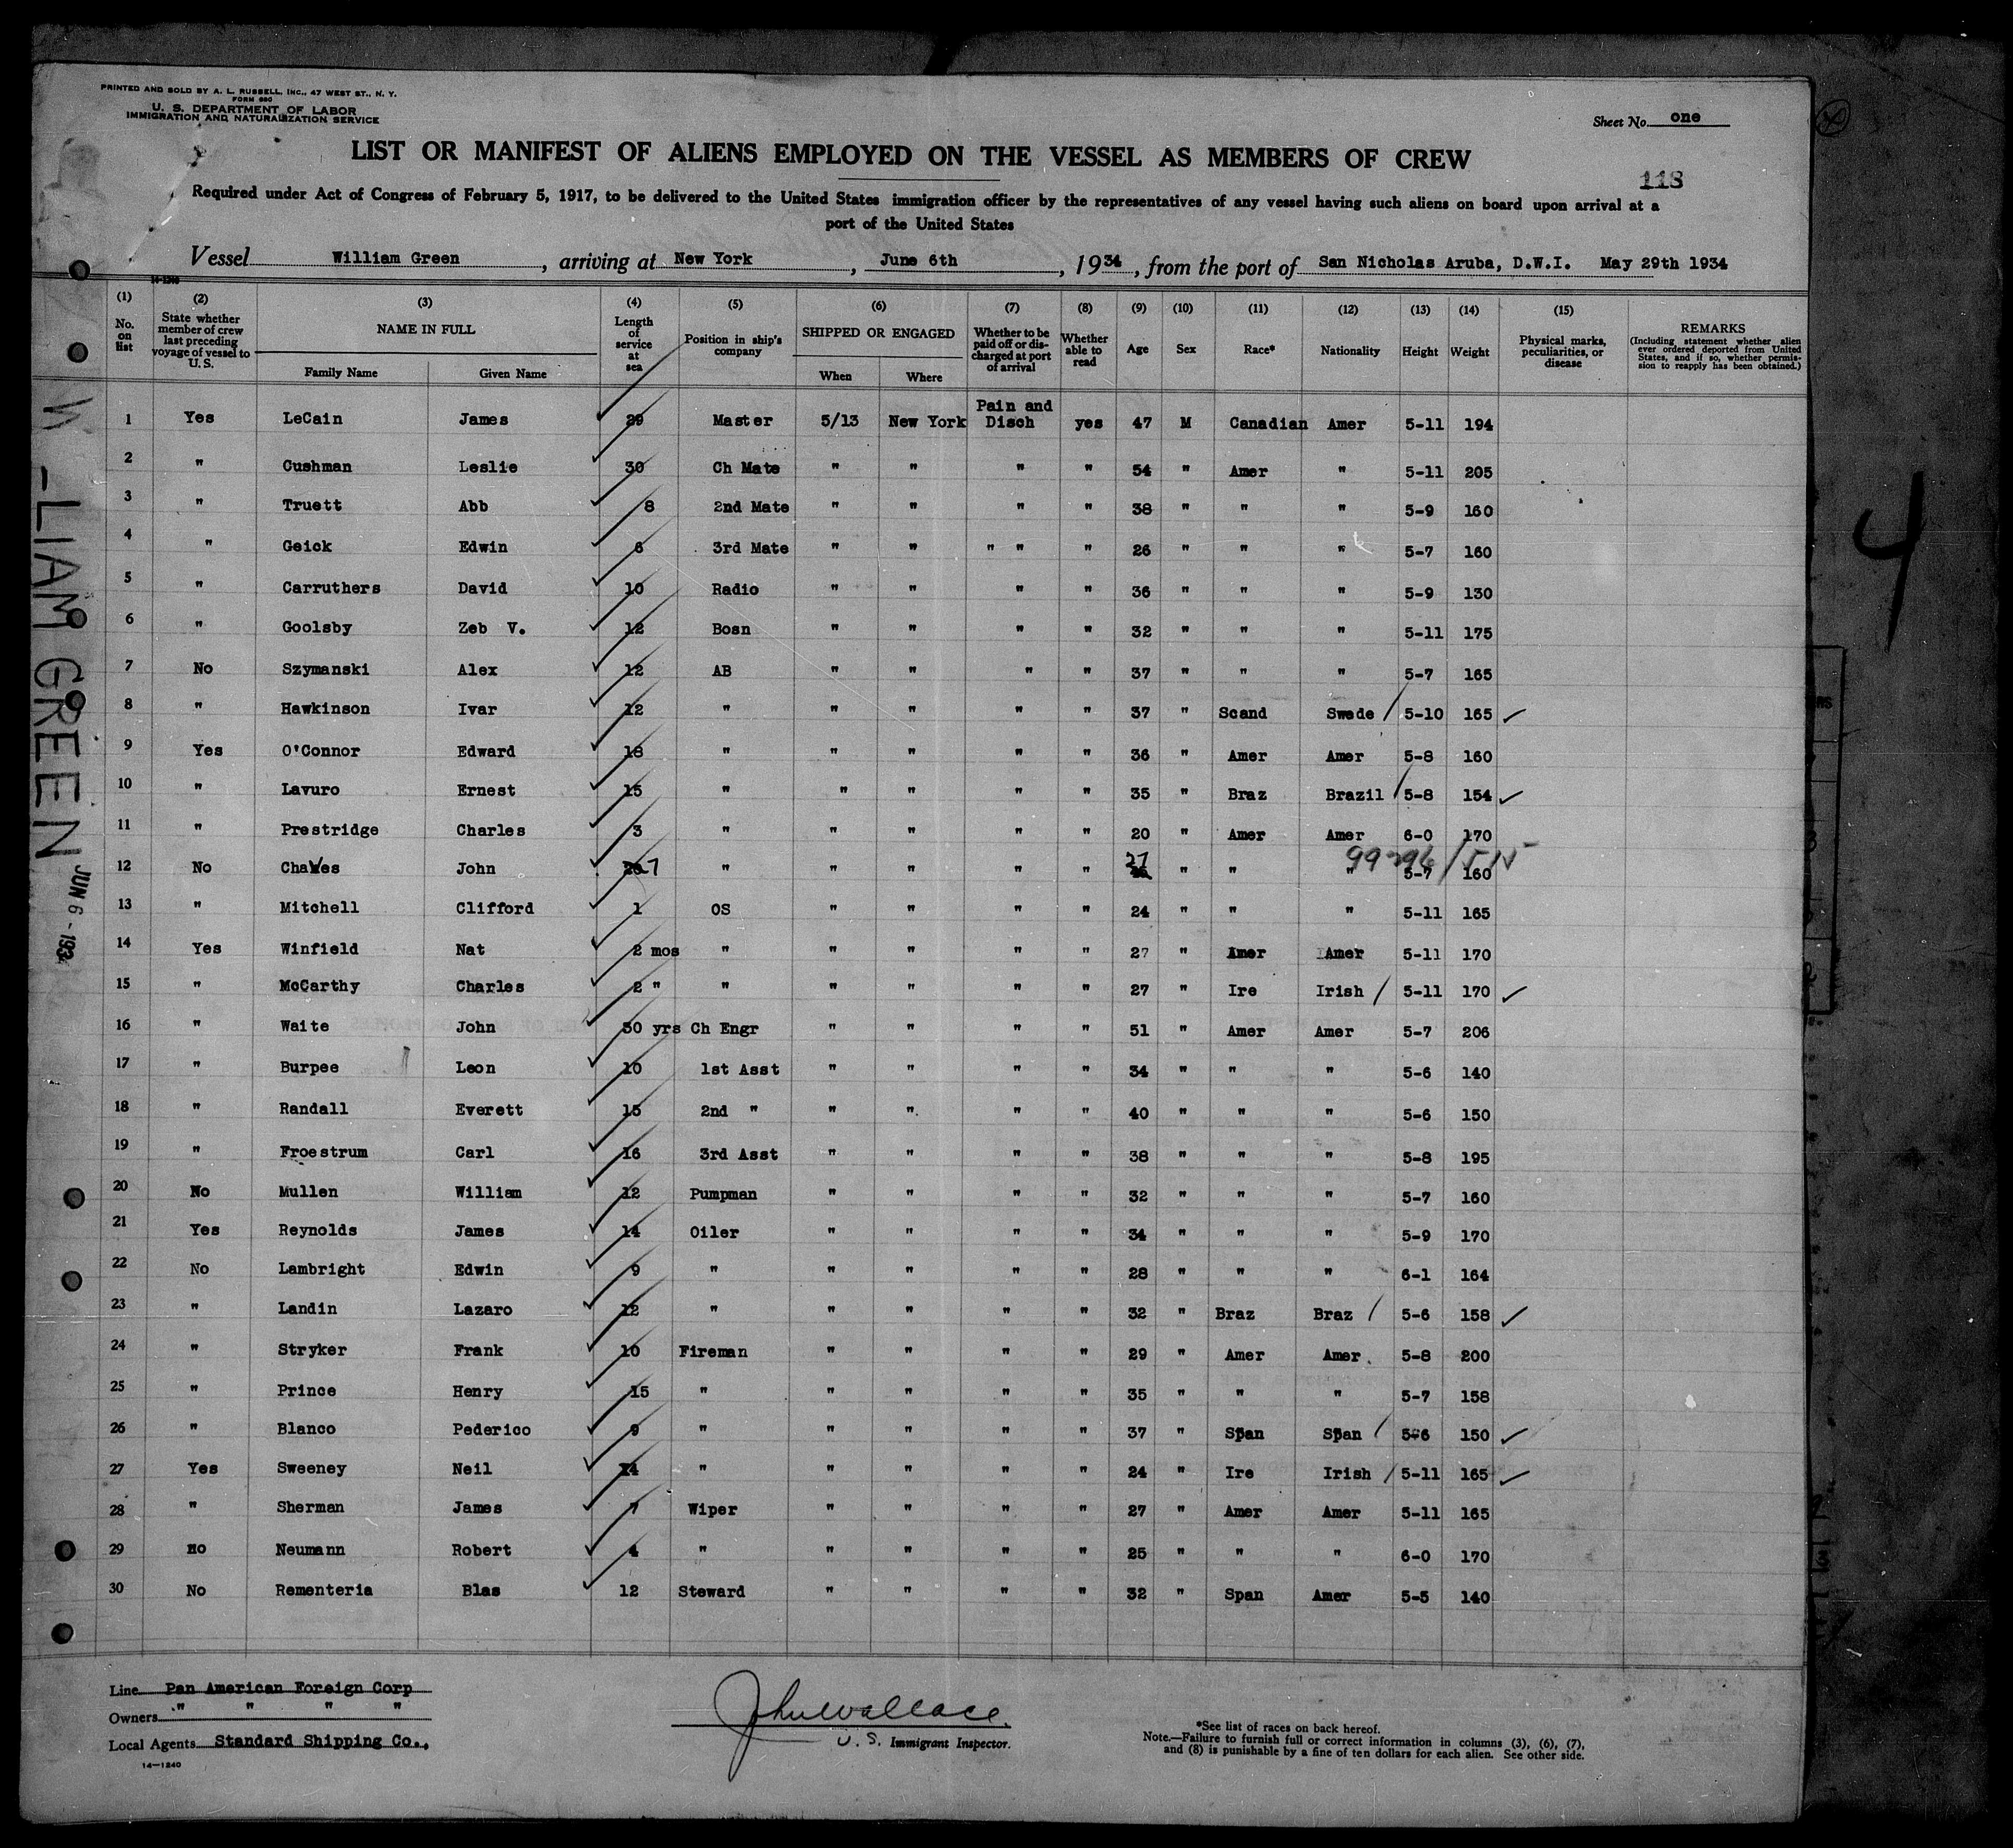 PRINTED AND SOLD BY A. L. RUSSELL, INC., 47 WEST ST., N. Y.
FORM 680
U. S. DEPARTMENT OF LABOR
IMMIGRATION AND NATURALIZATION SERVICE
Sheet No. one
LIST OR MANIFEST OF ALIENS EMPLOYED ON THE VESSEL AS MEMBERS OF CREW
118
Required under Act of Congress of February 5, 1917, to be delivered to the United States immigration officer by the representatives of any vessel having such aliens on board upon arrival at a
port of the United States
Vessel William Green, arriving at New York, June 6th, 1934, from the port of San Nicholas Aruba, D.W.I. May 29th 1934
14-1240
(1) No. on list (2) State whether member of crew last preceding voyage of vessel to U. S. (3) NAME IN FULL Family Name Given Name (4) Length of service at sea (5) Position in ship's company (6) SHIPPED OR ENGAGED When Where (7) Whether to be paid off or discharged at port of arrival (8) Whether able to read (9) Age (10) Sex (11) Race* (12) Nationality (13) Height (14) Weight (15) Physical marks, peculiarities, or disease REMARKS (Including statement whether alien ever ordered deported from United States, and if so, whether permission to reapply has been obtained.)
1 Yes LeCain James 29 Master 5/13 New York Pain and Disch yes 47 M Canadian Amer 5-11 194
2 " Cushman Leslie 30 Ch Mate " " " " 54 " Amer " 5-11 205
3 " Truett Abb 8 2nd Mate " " " " 38 " " " 5-9 160
4 " Geick Edwin 6 3rd Mate " " " " " 26 " " " 5-7 160
5 " Carruthers David 10 Radio " " " " 36 " " " 5-9 130
6 " Goolsby Zeb V. 12 Bosn " " " " 32 " " " 5-11 175
7 No Szymanski Alex 12 AB " " " " 37 " " " 5-7 165
8 " Hawkinson Ivar 12 " " " " " 37 " Scand Swede / 5-10 165 ✓
9 Yes O'Connor Edward 18 " " " " " 36 " Amer Amer 5-8 160
10 " Lavuro Ernest 15 " " " " " 35 " Braz Brazil / 5-8 154 ✓
11 " Prestridge Charles 3 " " " " " 20 " Amer Amer 6-0 170
12 No Chawes John 7 " " " " " 27 " " " 5-7 160
13 " Mitchell Clifford 1 OS " " " " 24 " " " 5-11 165
14 Yes Winfield Nat 2 mos " " " " " 27 " Amer Amer 5-11 170
15 " McCarthy Charles 2 " " " " " " 27 " Ire Irish / 5-11 170 ✓
16 " Waite John 30 yrs Ch Engr " " " " 51 " Amer Amer 5-7 206
17 " Burpee Leon 10 1st Asst " " " " 34 " " " 5-6 140
18 " Randall Everett 15 2nd " " " " " 40 " " " 5-6 150
19 " Froestrum Carl 16 3rd Asst " " " " 38 " " " 5-8 195
20 No Mullen William 12 Pumpman " " " " 32 " " " 5-7 160
21 Yes Reynolds James 14 Oiler " " " " 34 " " " 5-9 170
22 No Lambright Edwin 9 " " " " " 28 " " " 6-1 164
23 " Landin Lazaro 12 " " " " " 32 " Braz Braz / 5-6 158 ✓
24 " Stryker Frank 10 Fireman " " " " 29 " Amer Amer 5-8 200
25 " Prince Henry 15 " " " " " 35 " " " 5-7 158
26 " Blanco Pederico 9 " " " " " 37 " Span Span / 5-6 150 ✓
27 Yes Sweeney Neil 14 " " " " " 24 " Ire Irish / 5-11 165 ✓
28 " Sherman James 7 Wiper " " " " 27 " Amer Amer 5-11 165
29 no Neumann Robert 4 " " " " " 25 " " " 6-0 170
30 No Rementeria Blas 12 Steward " " " " 32 " Span Amer 5-5 140
Line Pan American Foreign Corp
Owners " " " "
Local Agents Standard Shipping Co.,
14-1240
John Wallace
U. S. Immigrant Inspector.
*See list of races on back hereof.
Note.—Failure to furnish full or correct information in columns (3), (6), (7),
and (8) is punishable by a fine of ten dollars for each alien. See other side.
LIAM GREEN
JUN 6 - 193
4